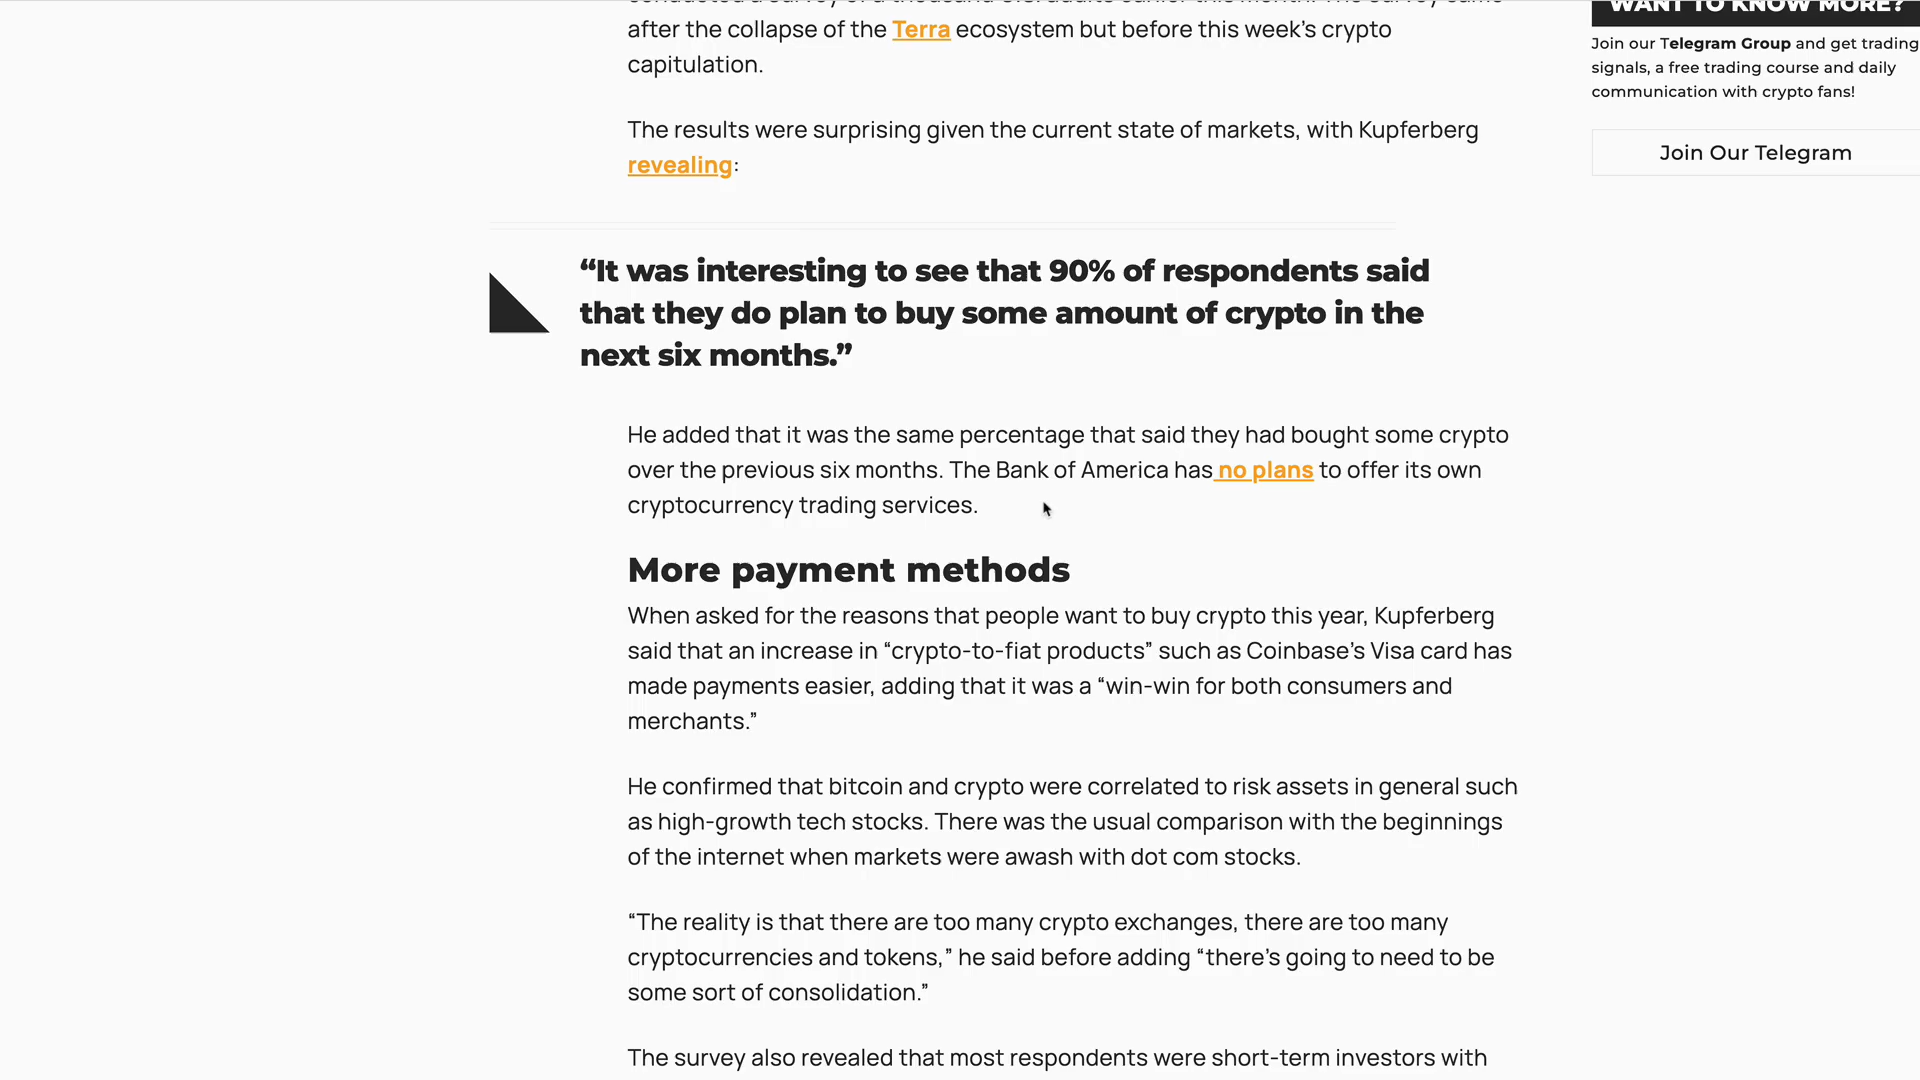 after the collapse of the Terra ecosystem but before this week’s crypto
capitulation.
The results were surprising given the current state of markets, with Kupferberg
revealing:
“It was interesting to see that 90% of respondents said
that they do plan to buy some amount of crypto in the
next six months.”
He added that it was the same percentage that said they had bought some crypto
over the previous six months. The Bank of America has no plans to offer its own
cryptocurrency trading services.
More payment methods
When asked for the reasons that people want to buy crypto this year, Kupferberg
said that an increase in “crypto-to-fiat products” such as Coinbase’s Visa card has
made payments easier, adding that it was a “win-win for both consumers and
merchants.”
He confirmed that bitcoin and crypto were correlated to risk assets in general such
as high-growth tech stocks. There was the usual comparison with the beginnings
of the internet when markets were awash with dot com stocks.
“The reality is that there are too many crypto exchanges, there are too many
cryptocurrencies and tokens,” he said before adding “there’s going to need to be
some sort of consolidation.”
The survey also revealed that most respondents were short-term investors with
WANT TO KNOW MORE?
Join our Telegram Group and get trading
signals, a free trading course and daily
communication with crypto fans!
Join Our Telegram